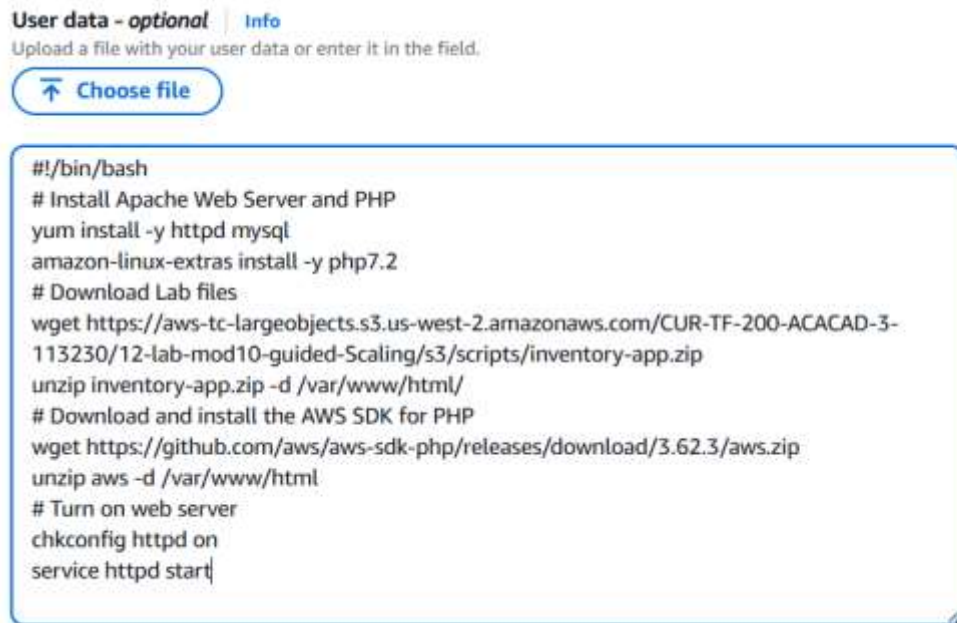 User data - optional Info
Upload a file with your user data or enter it in the field.
Choose file
#!/bin/bash
# Install Apache Web Server and PHP
yum install -y httpd mysql
amazon-linux-extras install -y php7.2
# Download Lab files
wget https://aws-tc-largeobjects.s3.us-west-2.amazonaws.com/CUR-TF-200-ACACAD-3-
113230/12-lab-mod10-guided-Scaling/s3/scripts/inventory-app.zip
unzip inventory-app.zip -d /var/www/html/
# Download and install the AWS SDK for PHP
wget https://github.com/aws/aws-sdk-php/releases/download/3.62.3/aws.zip
unzip aws -d /var/www/html
# Turn on web server
chkconfig httpd on
service httpd start